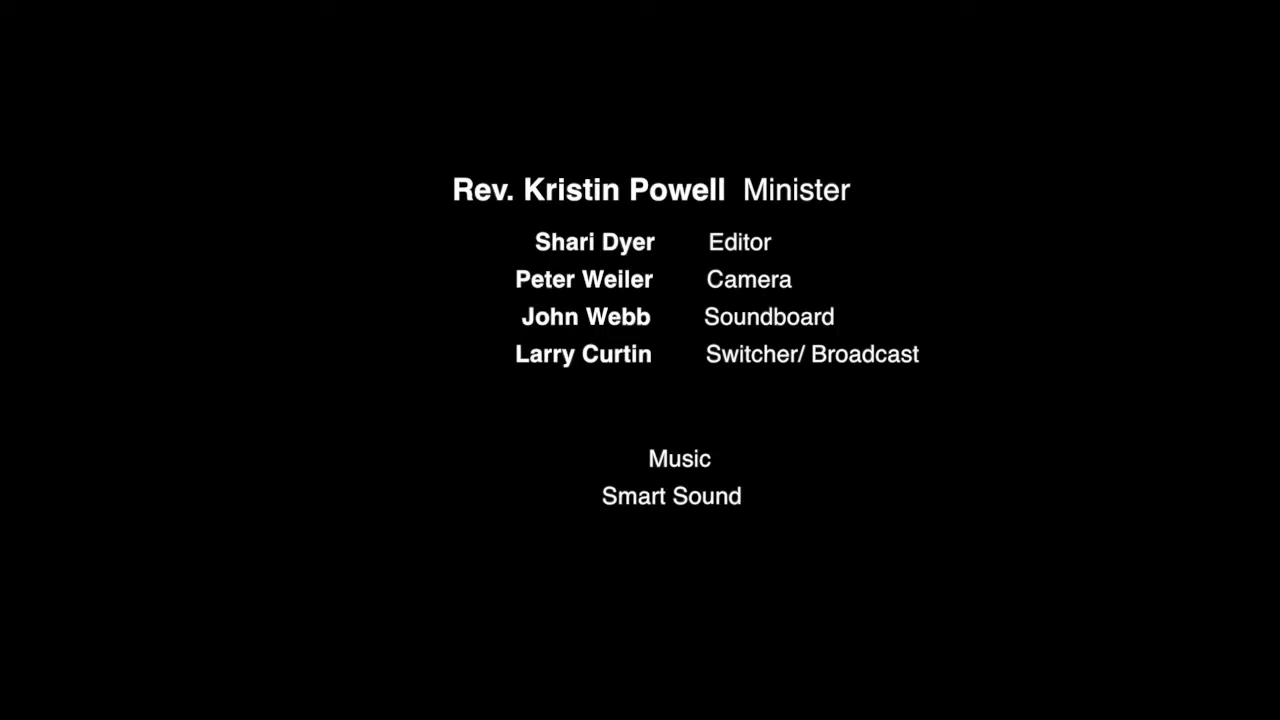 Rev. Kristin Powell Minister
Shari Dyer Editor
Peter Weiler Camera
John Webb Soundboard
Larry Curtin Switcher/ Broadcast
Music
Smart Sound